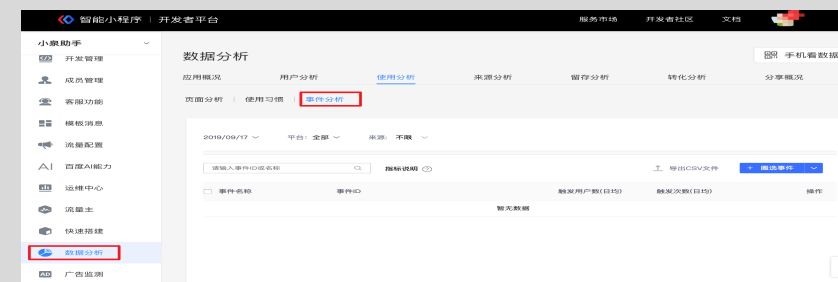 智能小程序 | 开发者平台 服务市场 开发者社区 文档
小泉助手
开发管理
成员管理
客服功能
模板消息
流量配置
百度AI能力
运维中心
流量主
快速搭建
数据分析
广告监测
数据分析 手机看数据
应用概况 用户分析 使用分析 来源分析 留存分析 转化分析 分享概况
页面分析 | 使用习惯 | 事件分析
2019/09/17 平台: 全部 来源: 不限
请输入事件ID或名称 指标说明 ? 导出CSV文件 + 圈选事件
事件名称 事件ID 触发用户数(日均) 触发次数(日均) 操作
暂无数据